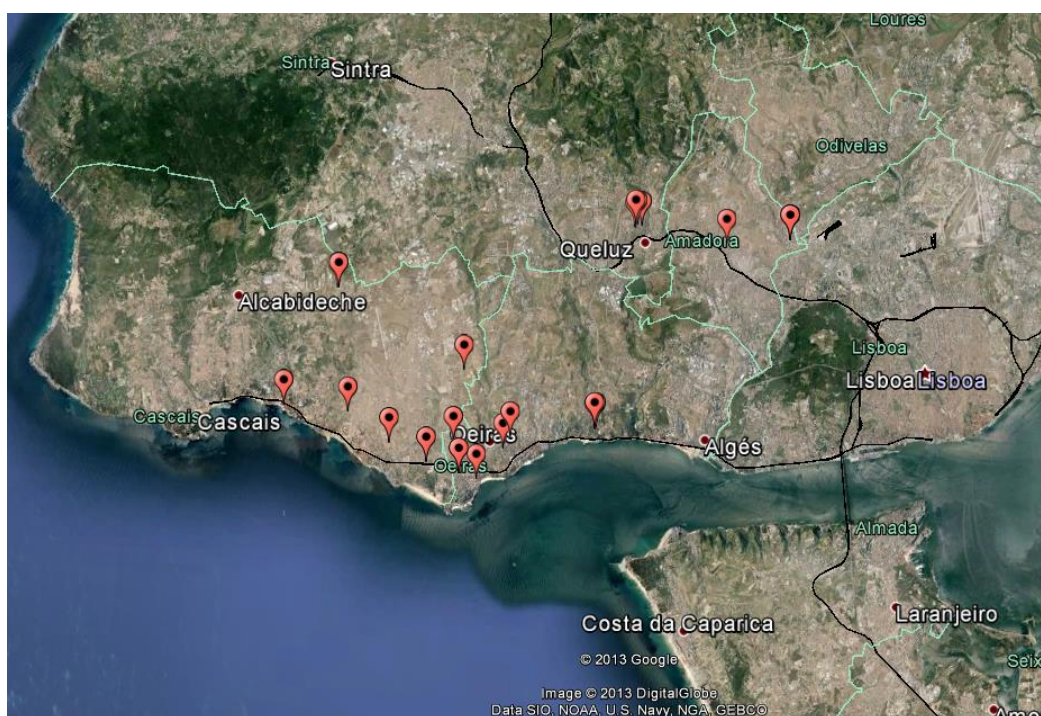 Loures
Sintra
Sintra
Odivelas
Amadora
Queluz
Alcabideche
Lisboa
Lisboa Lisboa
Cascais
Cascais
Oeiras
Algés
Oeiras
Almada
Laranjeiro
Costa da Caparica
© 2013 Google
Seix
Image © 2013 DigitalGlobe
Data SIO, NOAA, U.S. Navy, NGA, GEBCO